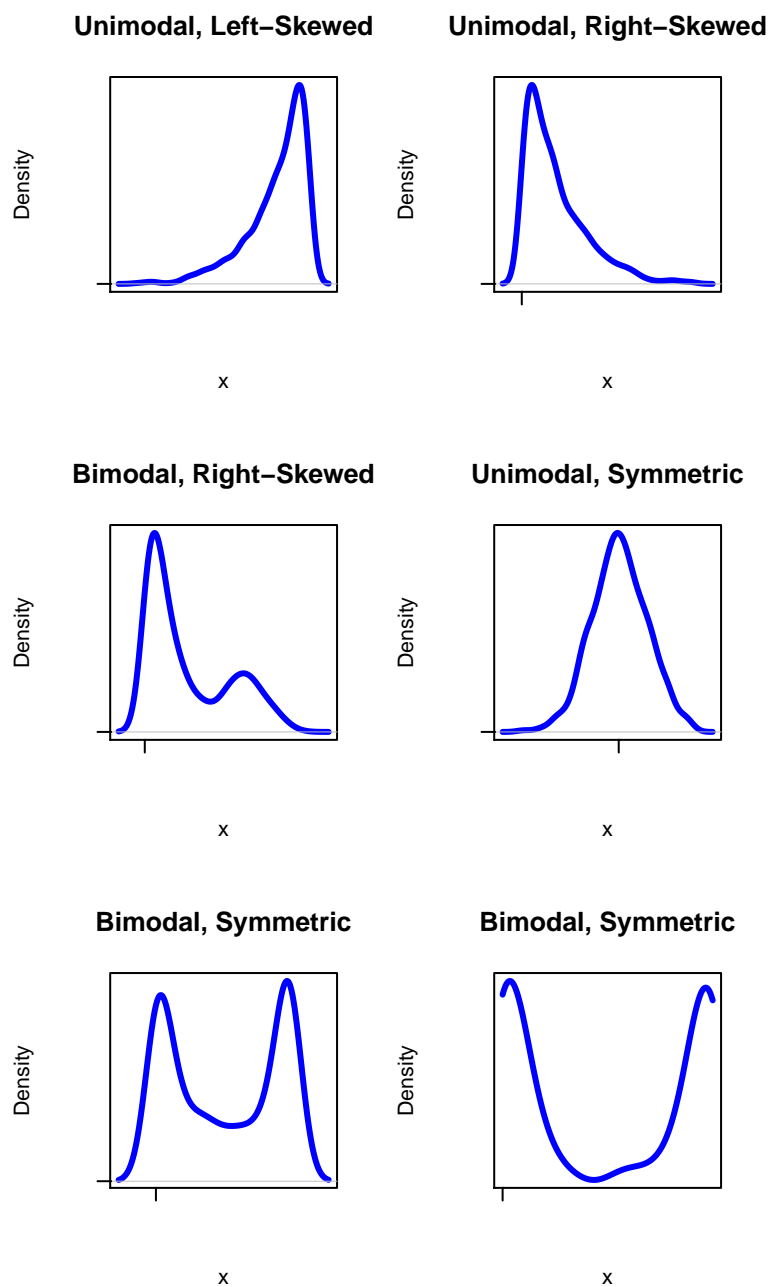 Unimodal, Left−Skewed
Density
x
Unimodal, Right−Skewed
Density
x
Bimodal, Right−Skewed
Density
x
Unimodal, Symmetric
Density
x
Bimodal, Symmetric
Density
x
Bimodal, Symmetric
Density
x